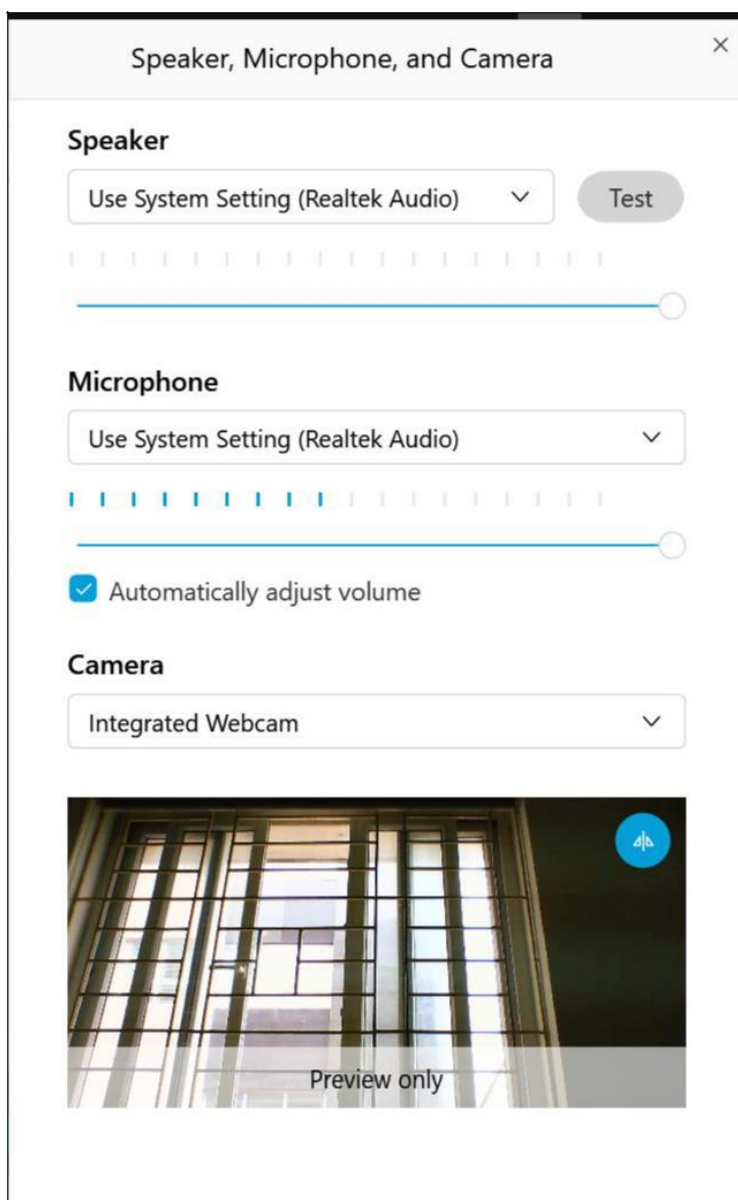 Speaker, Microphone, and Camera
Speaker
Use System Setting (Realtek Audio)
Test
Microphone
Use System Setting (Realtek Audio)
Automatically adjust volume
Camera
Integrated Webcam
Preview only